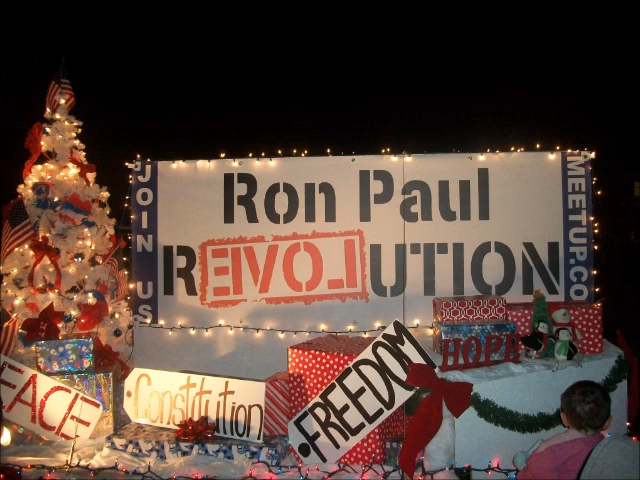 JOIN US
Ron Paul
REVOLUTION
MEETUP.CO
HOPE
FREEDOM
Constitution
PEACE